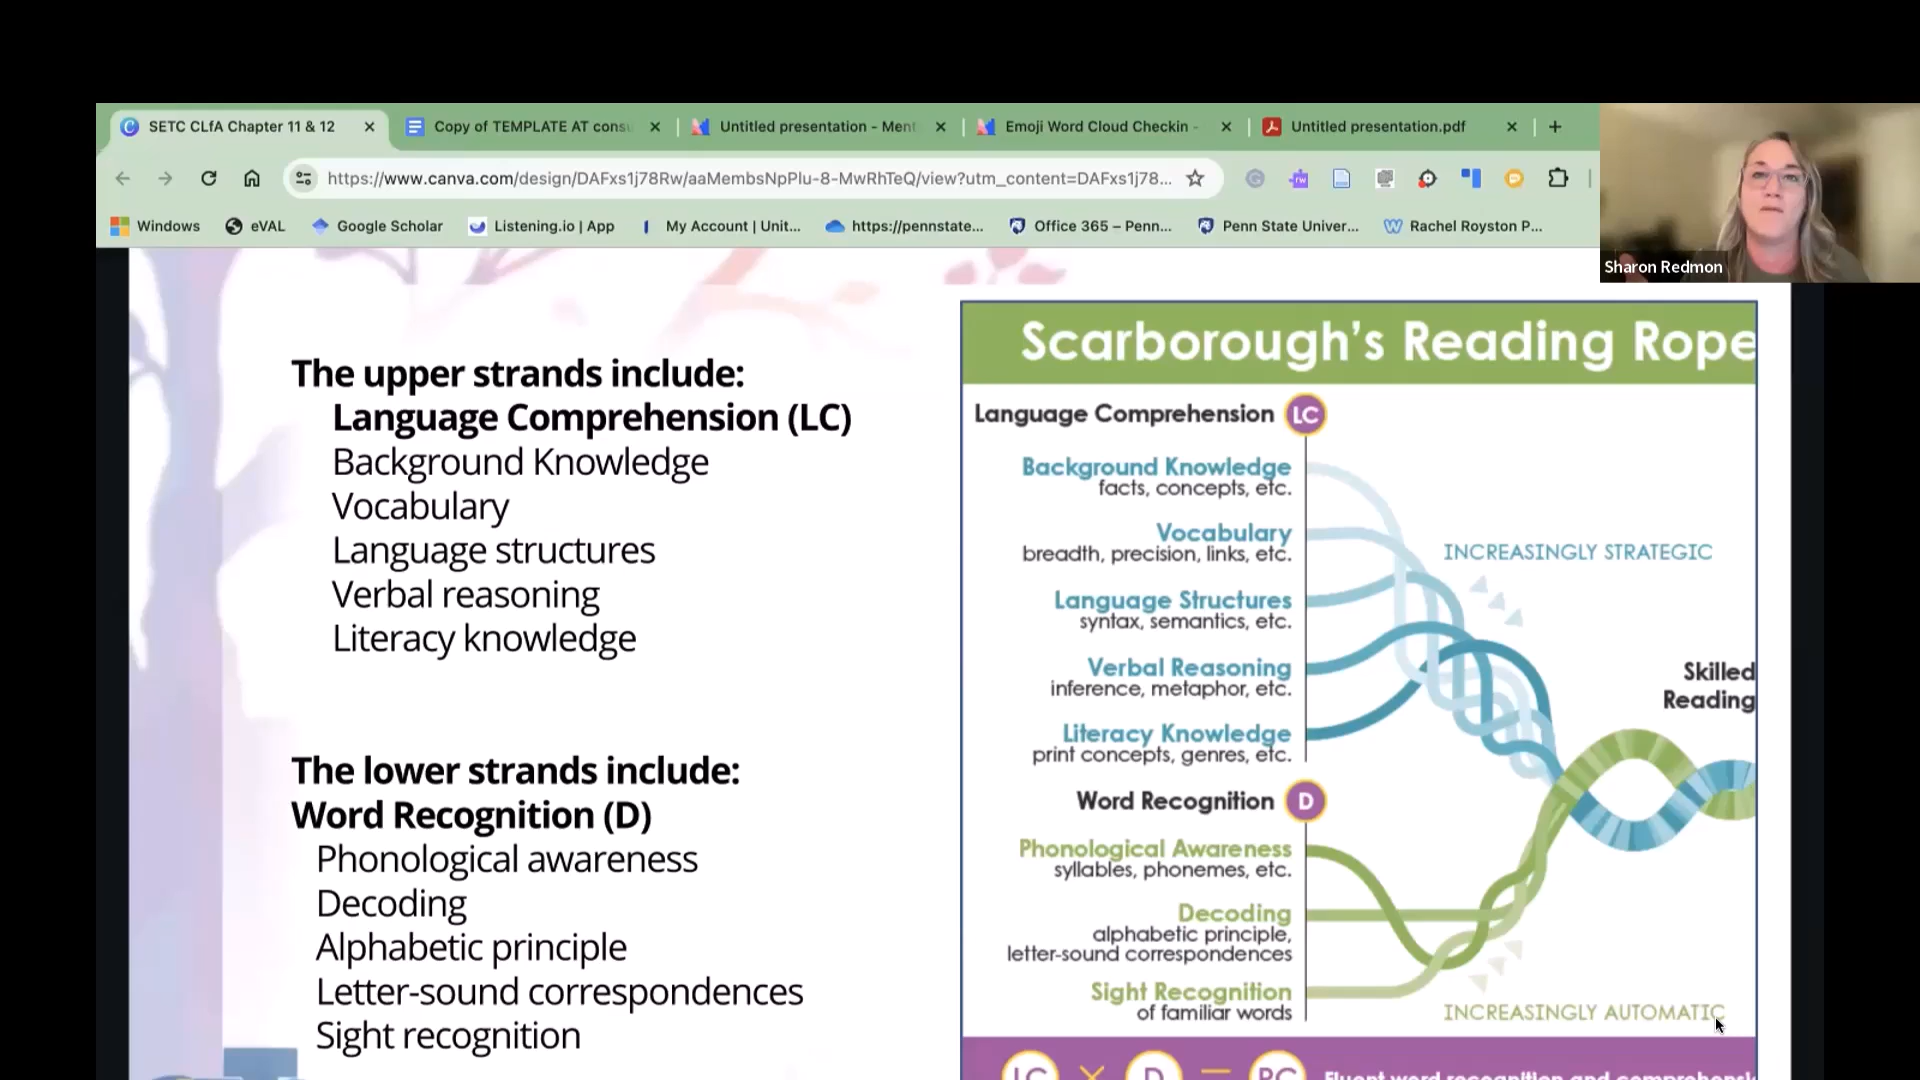 SETC CLfA Chapter 11 & 12
Copy of TEMPLATE AT cons
Untitled presentation - Ment
Emoji Word Cloud Checkin -
Untitled presentation.pdf
https://www.canva.com/design/DAFxs1j78Rw/aaMembsNpPlu-8-MwRhTeQ/view?utm_content=DAFxs1j78...
Windows
eVAL
Google Scholar
Listening.io | App
My Account | Unit...
https://pennstate...
Office 365 – Penn...
Penn State Univer...
Rachel Royston P...
Sharon Redmon
The upper strands include:
Language Comprehension (LC)
Background Knowledge
Vocabulary
Language structures
Verbal reasoning
Literacy knowledge
The lower strands include:
Word Recognition (D)
Phonological awareness
Decoding
Alphabetic principle
Letter-sound correspondences
Sight recognition
Scarborough's Reading Rope
Language Comprehension LC
Background Knowledge
facts, concepts, etc.
Vocabulary
breadth, precision, links, etc.
Language Structures
syntax, semantics, etc.
Verbal Reasoning
inference, metaphor, etc.
Literacy Knowledge
print concepts, genres, etc.
Word Recognition D
Phonological Awareness
syllables, phonemes, etc.
Decoding
alphabetic principle,
letter-sound correspondences
Sight Recognition
of familiar words
INCREASINGLY STRATEGIC
Skilled
Reading
INCREASINGLY AUTOMATIC
LC × D = RC
Fluent word recognition and